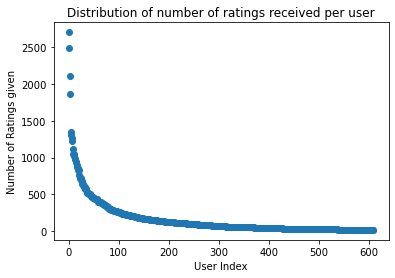 Distribution of number of ratings received per user
2500
2000
1500
1000
500
0
Number of Ratings given
0 100 200 300 400 500 600
User Index